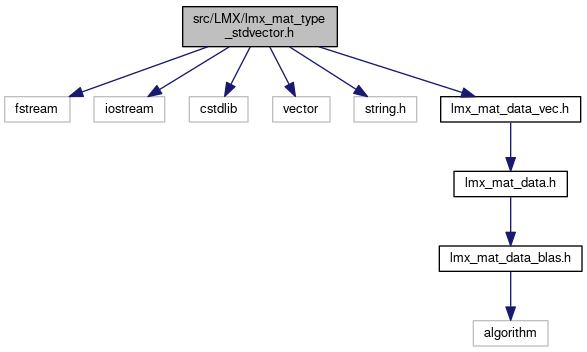 src/LMX/lmx_mat_type
_stdvector.h
fstream
iostream
cstdlib
vector
string.h
lmx_mat_data_vec.h
lmx_mat_data.h
lmx_mat_data_blas.h
algorithm